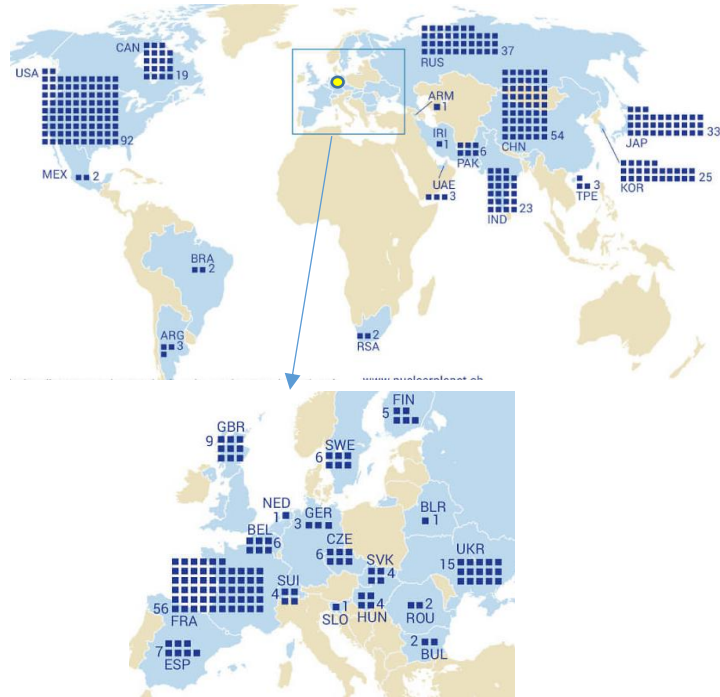 CAN
19
USA
92
MEX
2
BRA
2
ARG
3
RUS
37
ARM
1
IRI
1
PAK
6
UAE
3
IND
23
CHN
54
JAP
33
KOR
25
TPE
3
RSA
2
FIN
5
GBR
9
SWE
6
NED
1
GER
3
BLR
1
BEL
6
CZE
6
UKR
15
SVK
4
SUI
4
56
FRA
1
SLO
4
HUN
2
ROU
7
ESP
2
BUL